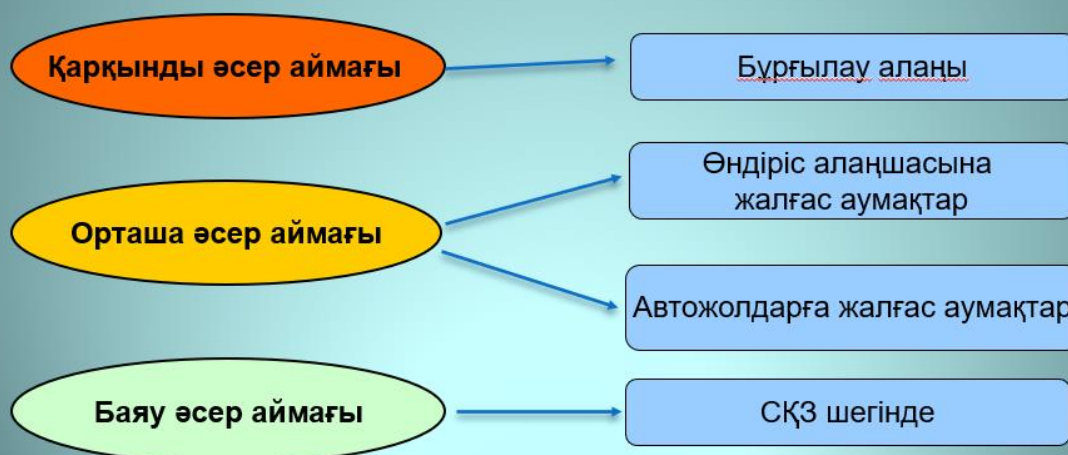 Қарқынды әсер аймағы
Бұрғылау алаңы
Өндіріс алаңшасына
жалғас аумақтар
Орташа әсер аймағы
Автожолдарға жалғас аумақтар
Баяу әсер аймағы
СҚЗ шегінде